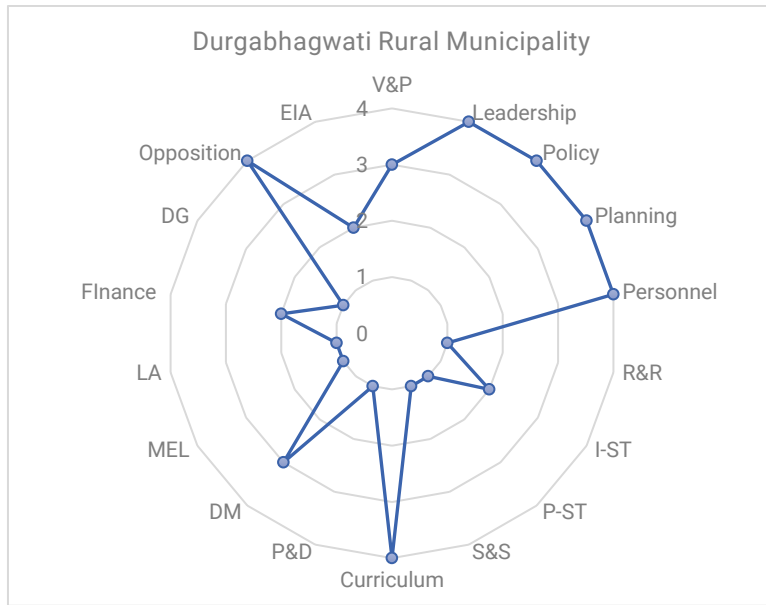 Durgabhagwati Rural Municipality
V&P
Leadership
Policy
Planning
Personnel
R&R
I-ST
P-ST
S&S
Curriculum
P&D
DM
MEL
LA
FInance
DG
Opposition
EIA
4
3
2
1
0